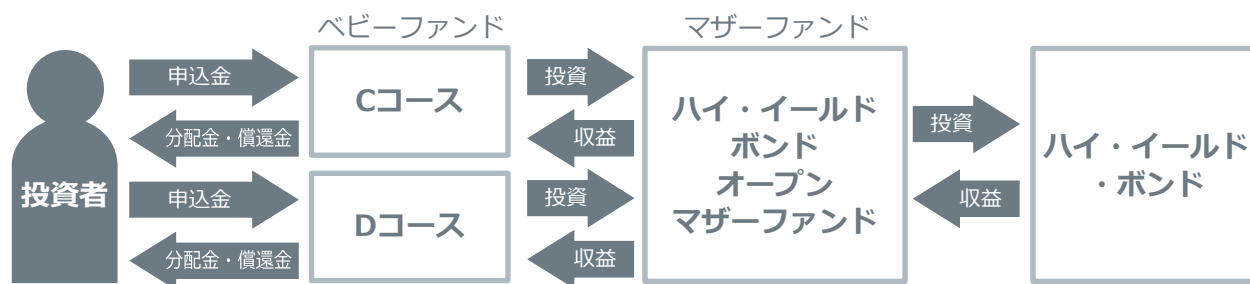 ベビーファンド
マザーファンド
投資者
申込金
分配金・償還金
申込金
分配金・償還金
Cコース
Dコース
投資
収益
投資
収益
ハイ・イールド
ボンド
オープン
マザーファンド
投資
収益
ハイ・イールド
・ボンド